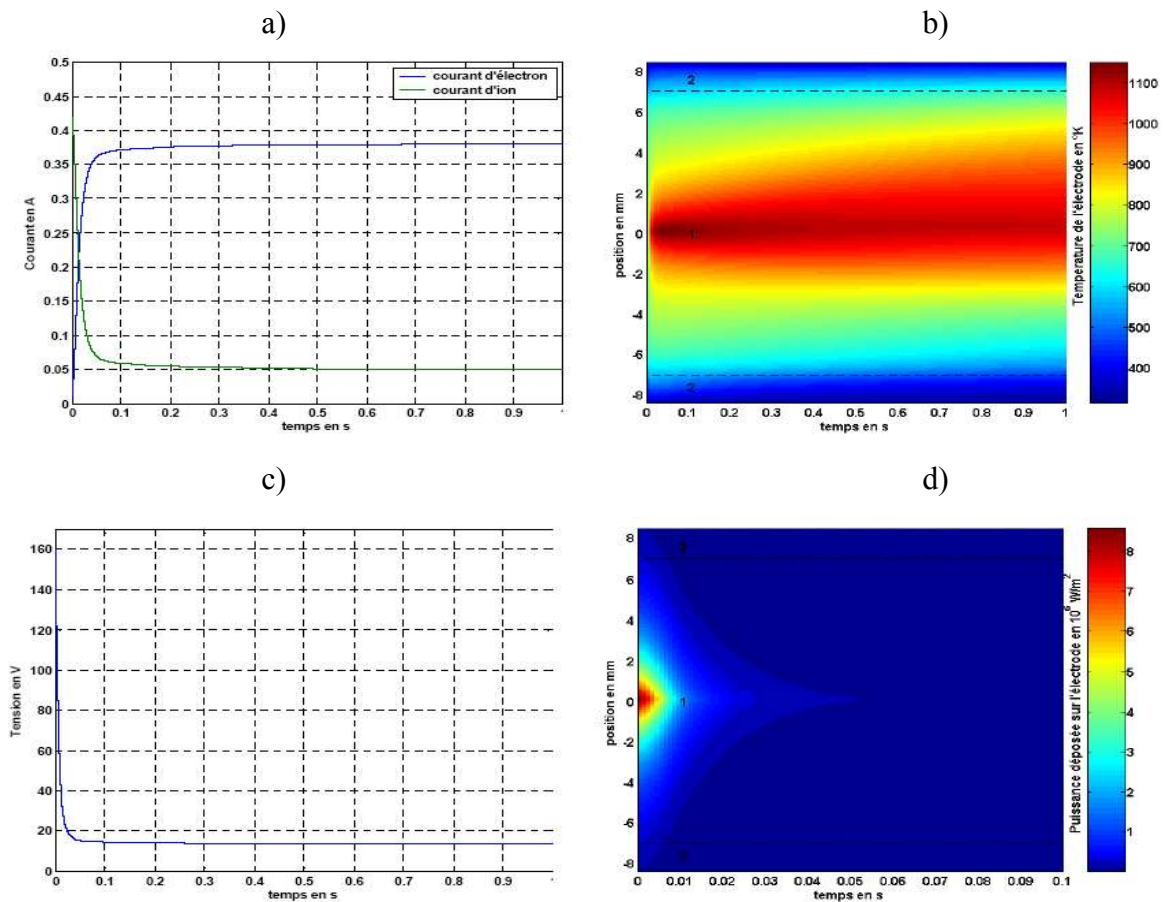 a)
0.5
0.45
0.4
0.35
0.3
0.25
0.2
0.15
0.1
0.05
0
Courant en A
courant d'électron
courant d'ion
0 0.1 0.2 0.3 0.4 0.5 0.6 0.7 0.8 0.9 1
temps en s
b)
8
6
4
2
0
-2
-4
-6
-8
position en mm
2
1
2
0 0.1 0.2 0.3 0.4 0.5 0.6 0.7 0.8 0.9 1
temps en s
1100
1000
900
800
700
600
500
400
Température de l'électrode en °K
c)
160
140
120
100
80
60
40
20
0
Tension en V
0 0.1 0.2 0.3 0.4 0.5 0.6 0.7 0.8 0.9 1
temps en s
d)
8
6
4
2
0
-2
-4
-6
-8
position en mm
1
0 0.01 0.02 0.03 0.04 0.05 0.06 0.07 0.08 0.09 0.1
temps en s
8
7
6
5
4
3
2
1
Puissance déposée sur l'électrode en 10⁶ W/m²